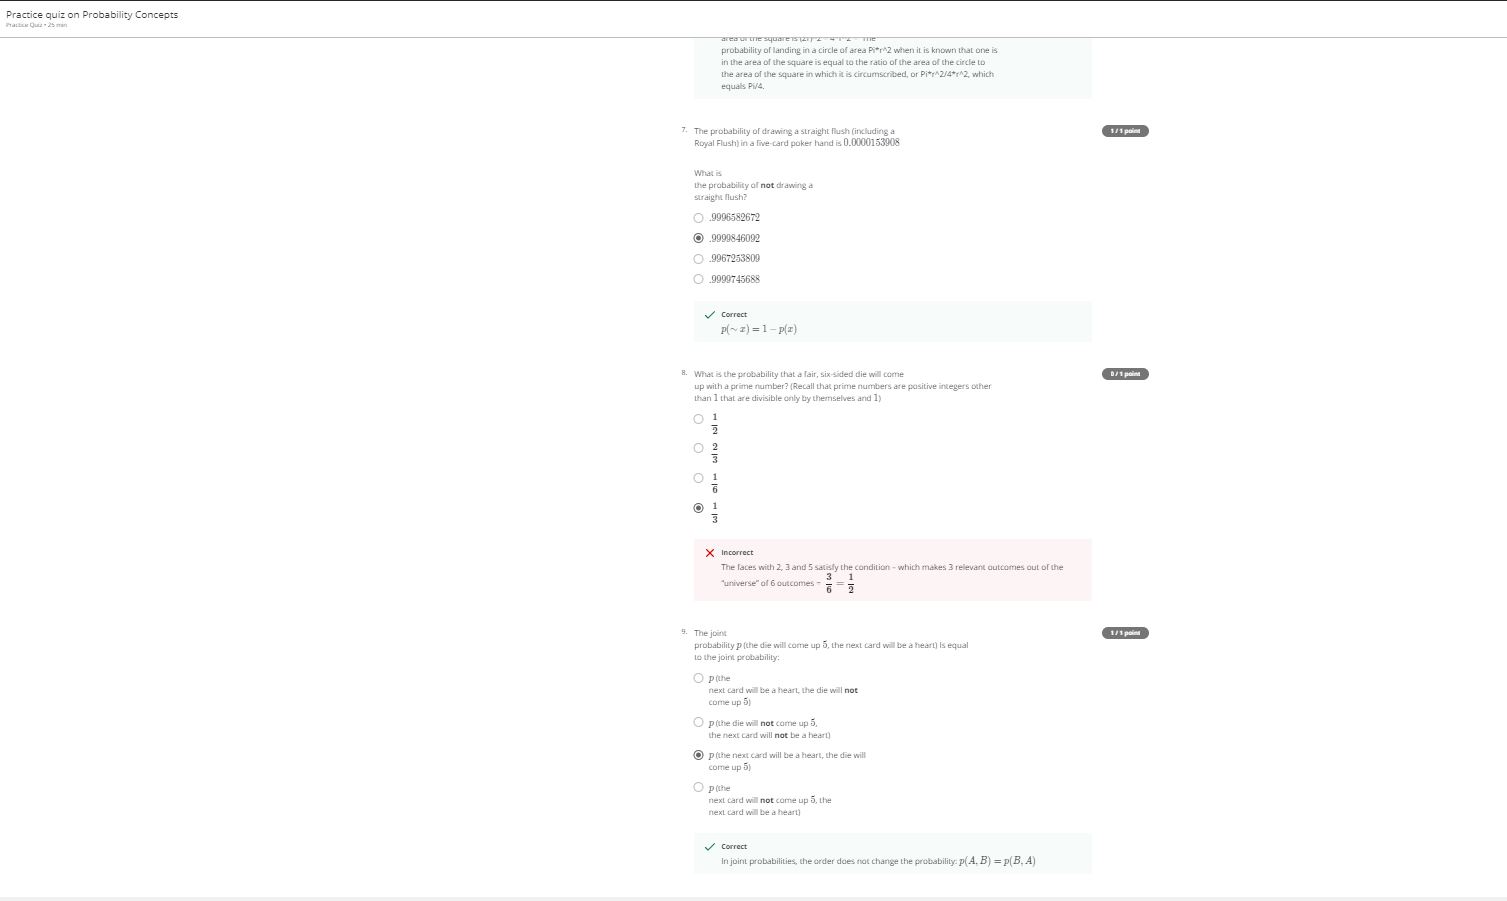 Practice quiz on Probability Concepts
Practice Quiz • 25 min
area of the square is (2r)^2 = 4*r^2 The
probability of landing in a circle of area Pi*r^2 when it is known that one is
in the area of the square is equal to the ratio of the area of the circle to
the area of the square in which it is circumscribed, or Pi*r^2/4*r^2, which
equals Pi/4.
7. The probability of drawing a straight flush (including a 1 / 1 point
Royal Flush) in a five-card poker hand is 0.0000153908
What is
the probability of not drawing a
straight flush?
.9996582672
.9999846092
.9967253809
.9999745688
Correct
p(∼ x) = 1 − p(x)
8. What is the probability that a fair, six-sided die will come 0 / 1 point
up with a prime number? (Recall that prime numbers are positive integers other
than 1 that are divisible only by themselves and 1)
1/2
2/3
1/6
1/3
Incorrect
The faces with 2, 3 and 5 satisfy the condition – which makes 3 relevant outcomes out of the
"universe" of 6 outcomes = 3/6 = 1/2
9. The joint 1 / 1 point
probability p (the die will come up 5, the next card will be a heart) is equal
to the joint probability:
p (the
next card will be a heart, the die will not
come up 5)
p (the die will not come up 5,
the next card will not be a heart)
p (the next card will be a heart, the die will
come up 5)
p (the
next card will not come up 5, the
next card will be a heart)
Correct
In joint probabilities, the order does not change the probability: p(A, B) = p(B, A)